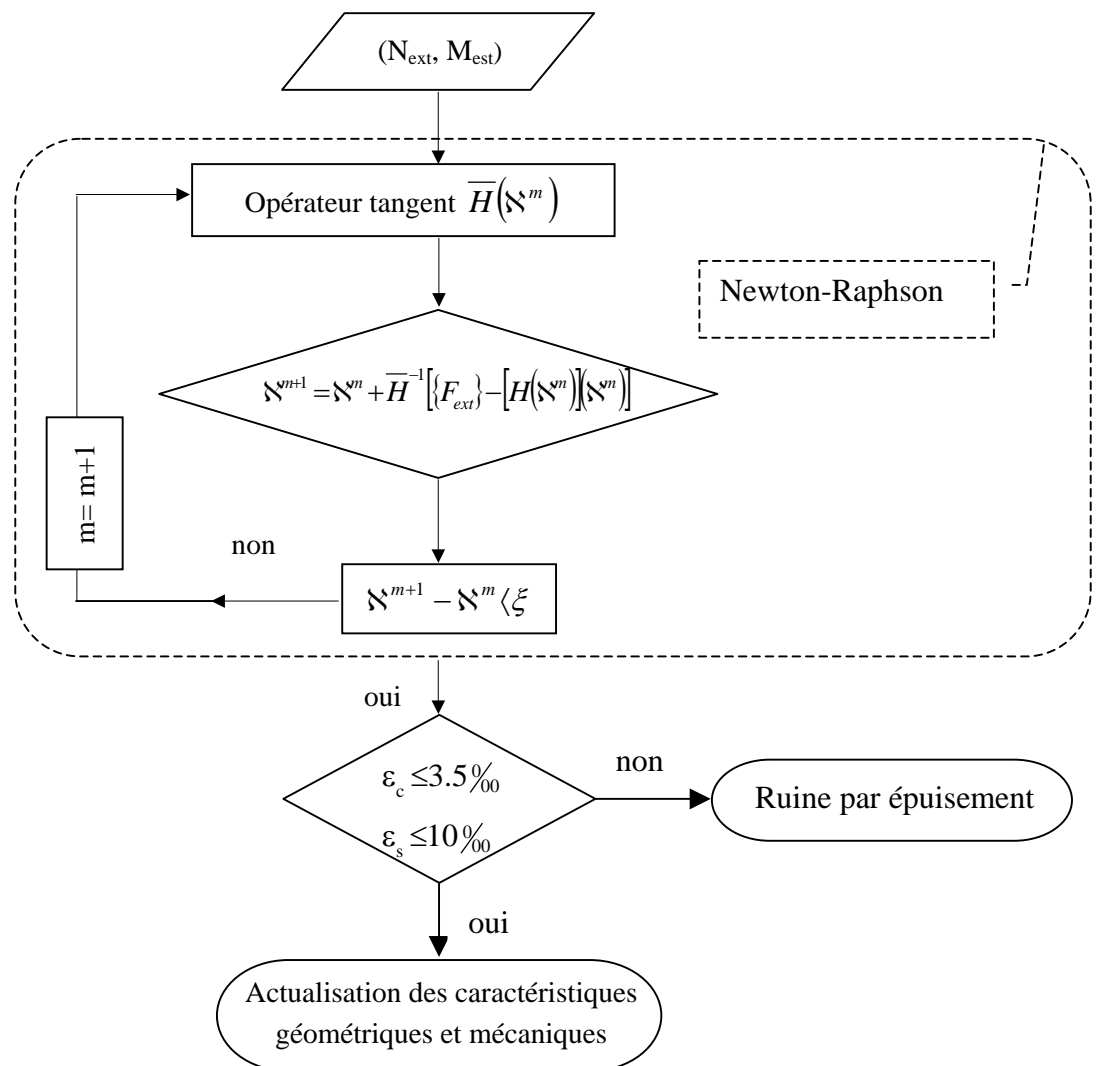 (N_ext, M_est)
Opérateur tangent H̅(ℵ^m)
Newton-Raphson
ℵ^{m+1} = ℵ^m + H̅^{-1}[{F_ext} − [H(ℵ^m)](ℵ^m)]
m= m+1
non
ℵ^{m+1} − ℵ^m ⟨ξ
oui
ε_c ≤3.5‰
ε_s ≤10‰
non
Ruine par épuisement
oui
Actualisation des caractéristiques
géométriques et mécaniques